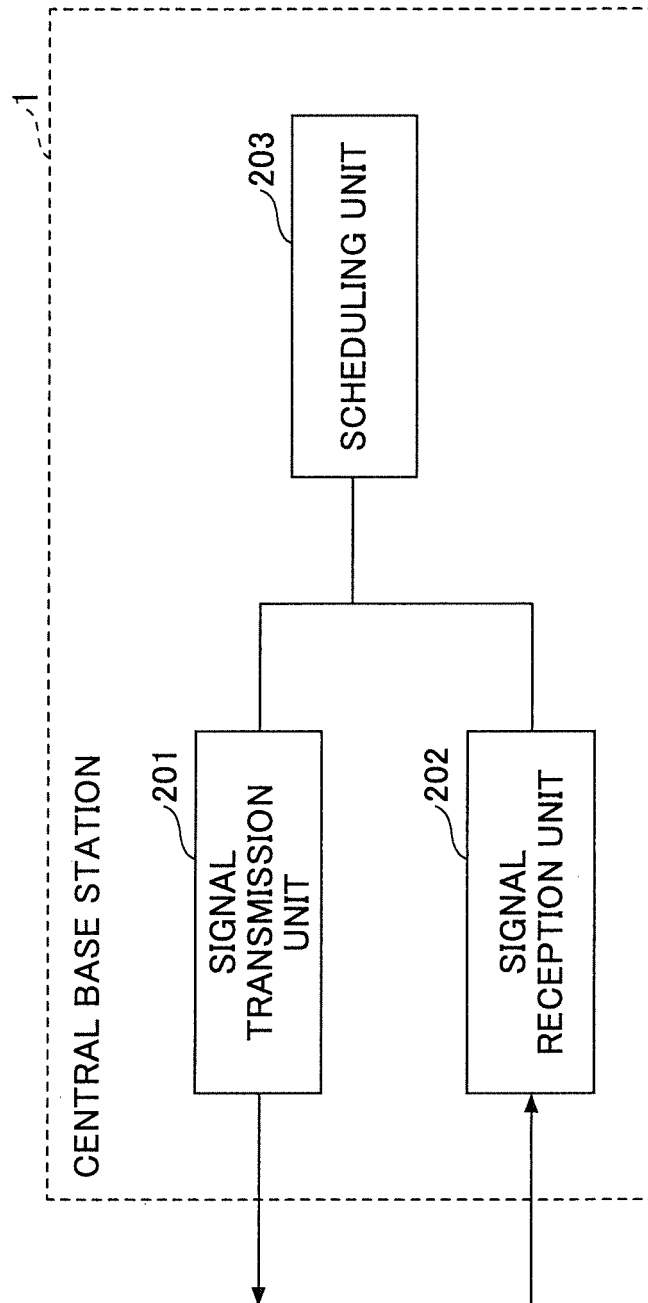 1
CENTRAL BASE STATION
201
SIGNAL
TRANSMISSION
UNIT
203
SCHEDULING UNIT
202
SIGNAL
RECEPTION UNIT